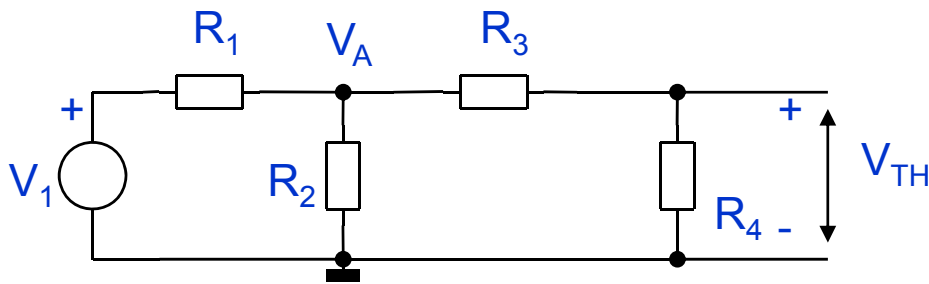 R1
VA
R3
+
+
V1
R2
VTH
R4
-